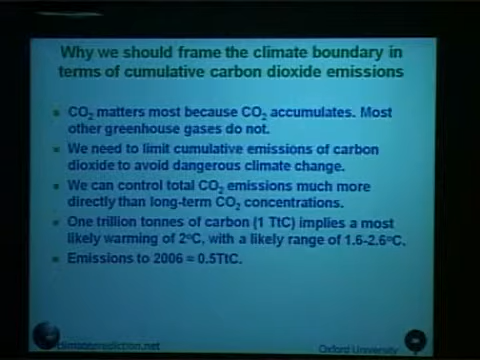 Why we should frame the climate boundary in
terms of cumulative carbon dioxide emissions
CO₂ matters most because CO₂ accumulates. Most
other greenhouse gases do not.
We need to limit cumulative emissions of carbon
dioxide to avoid dangerous climate change.
We can control total CO₂ emissions much more
directly than long-term CO₂ concentrations.
One trillion tonnes of carbon (1 TtC) implies a most
likely warming of 2°C, with a likely range of 1.6-2.6°C.
Emissions to 2006 = 0.5TtC.
climateprediction.net
Oxford University